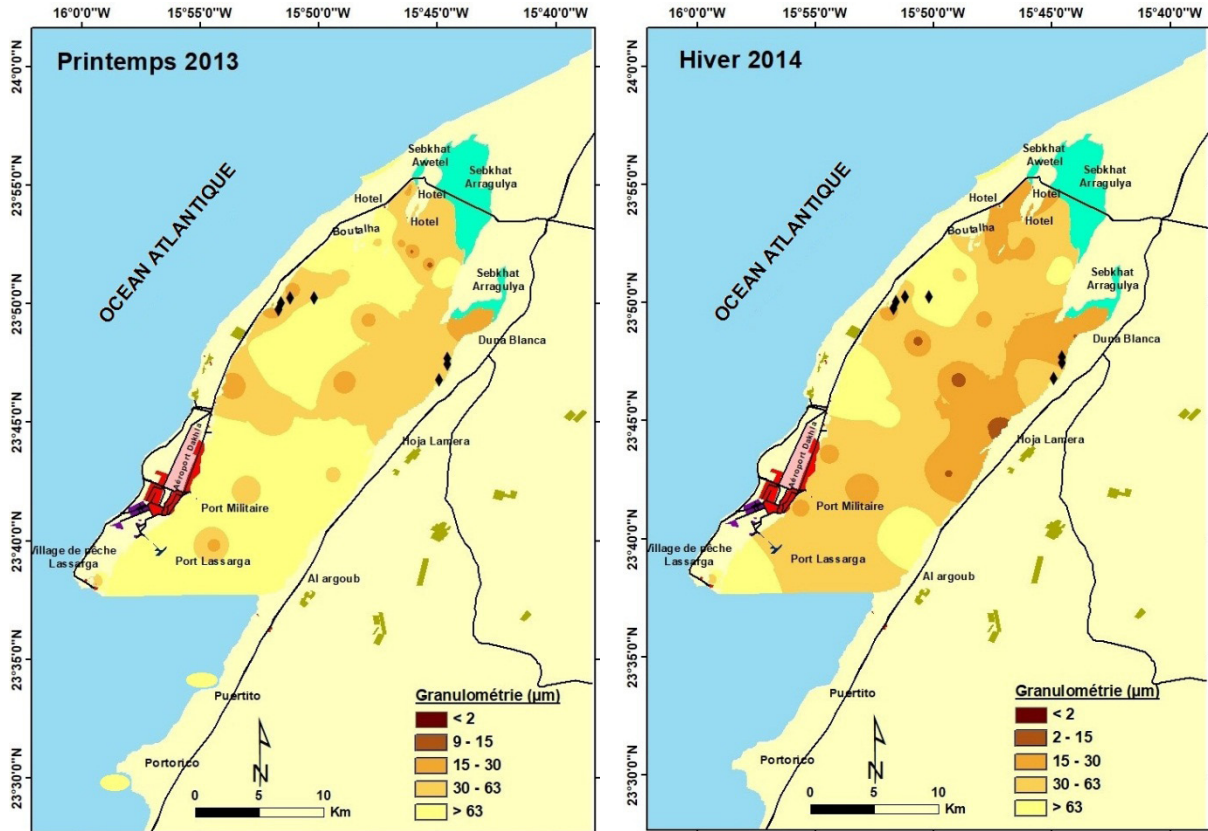 16°0'0"N
15°55'0"N
15°50'0"N
15°44'0"N
15°40'0"N
Printemps 2013
24°0'0"N
23°55'0"N
23°50'0"N
23°45'0"N
23°40'0"N
23°35'0"N
23°30'0"N
OCEAN ATLANTIQUE
Sebkhat
Awetel
Sebkhat
Arragulya
Hotel
Hotel
Hotel
Boutalha
Sebkhat
Arragulya
Duna Blanca
Hoja Lamera
Aéroport Dakhla
Port Militaire
Village de pêche
Lassarga
Port Lassarga
Al argoub
Puertito
Portorico
N
0 5 10
Km
Granulométrie (µm)
< 2
9 - 15
15 - 30
30 - 63
> 63
16°0'0"N
15°55'0"N
15°50'0"N
15°44'0"N
15°40'0"N
Hiver 2014
24°0'0"N
23°55'0"N
23°50'0"N
23°45'0"N
23°40'0"N
23°35'0"N
23°30'0"N
OCEAN ATLANTIQUE
Sebkhat
Awetel
Sebkhat
Arragulya
Hotel
Hotel
Hotel
Boutalha
Sebkhat
Arragulya
Duna Blanca
Hoja Lamera
Aéroport Dakhla
Port Militaire
Village de pêche
Lassarga
Port Lassarga
Al argoub
Puertito
Portorico
N
0 5 10
Km
Granulométrie (µm)
< 2
2 - 15
15 - 30
30 - 63
> 63